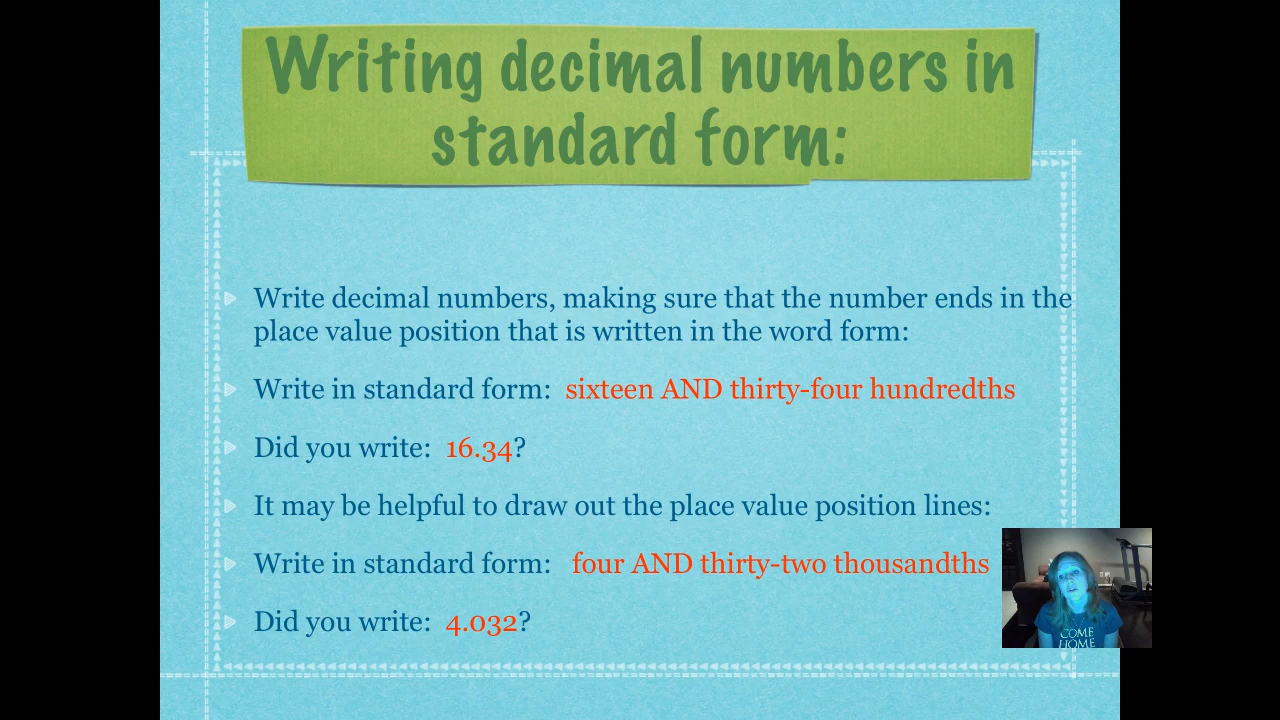 Writing decimal numbers in
standard form:
Write decimal numbers, making sure that the number ends in the
place value position that is written in the word form:
Write in standard form: sixteen AND thirty-four hundredths
Did you write: 16.34?
It may be helpful to draw out the place value position lines:
Write in standard form: four AND thirty-two thousandths
Did you write: 4.032?
COME
HOME